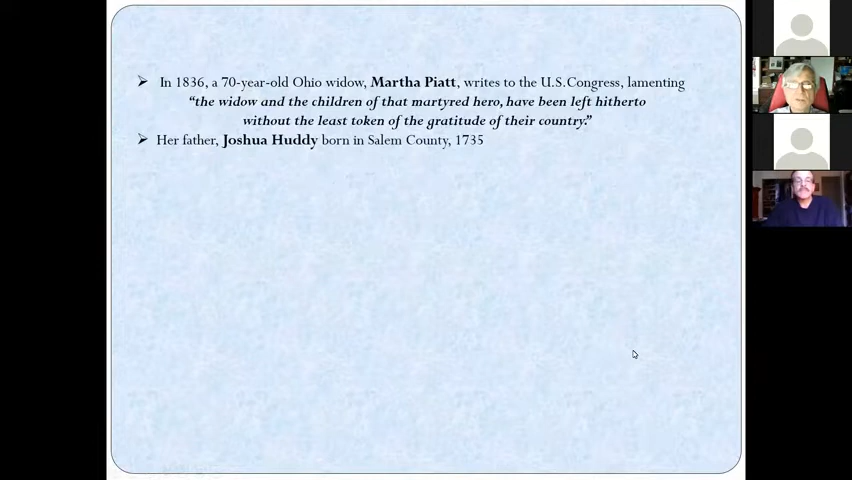 In 1836, a 70-year-old Ohio widow, Martha Piatt, writes to the U.S.Congress, lamenting
“the widow and the children of that martyred hero, have been left hitherto
without the least token of the gratitude of their country.”
Her father, Joshua Huddy born in Salem County, 1735